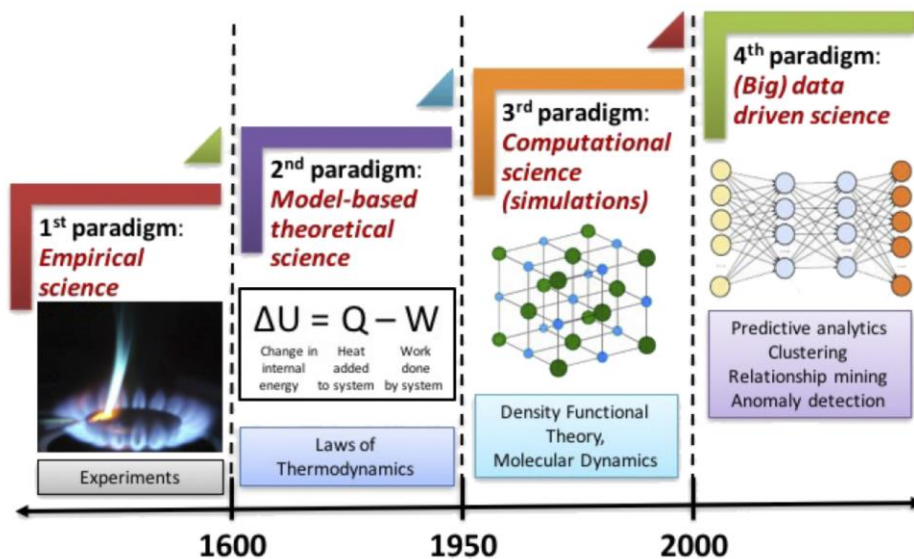 1st paradigm:
Empirical
science
Experiments
2nd paradigm:
Model-based
theoretical
science
ΔU = Q – W
Change in
internal
energy
Heat
added
to system
Work
done
by system
Laws of
Thermodynamics
3rd paradigm:
Computational
science
(simulations)
Density Functional
Theory,
Molecular Dynamics
4th paradigm:
(Big) data
driven science
Predictive analytics
Clustering
Relationship mining
Anomaly detection
1600
1950
2000